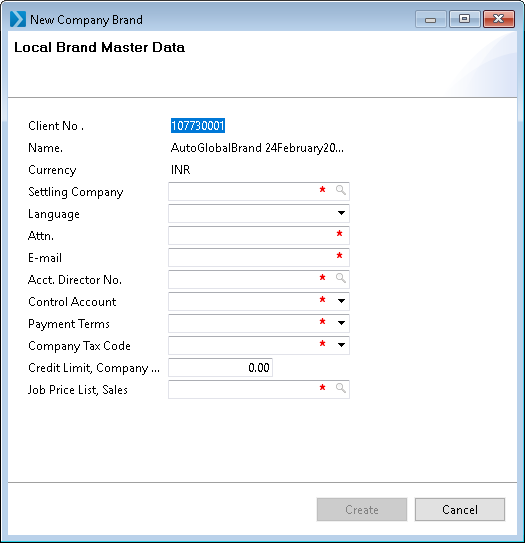 New Company Brand
Local Brand Master Data
Client No .
107730001
Name.
AutoGlobalBrand 24February20...
Currency
INR
Settling Company
*
Language
Attn.
*
E-mail
*
Acct. Director No.
*
Control Account
*
Payment Terms
*
Company Tax Code
*
Credit Limit, Company ...
0.00
Job Price List, Sales
*
Create
Cancel